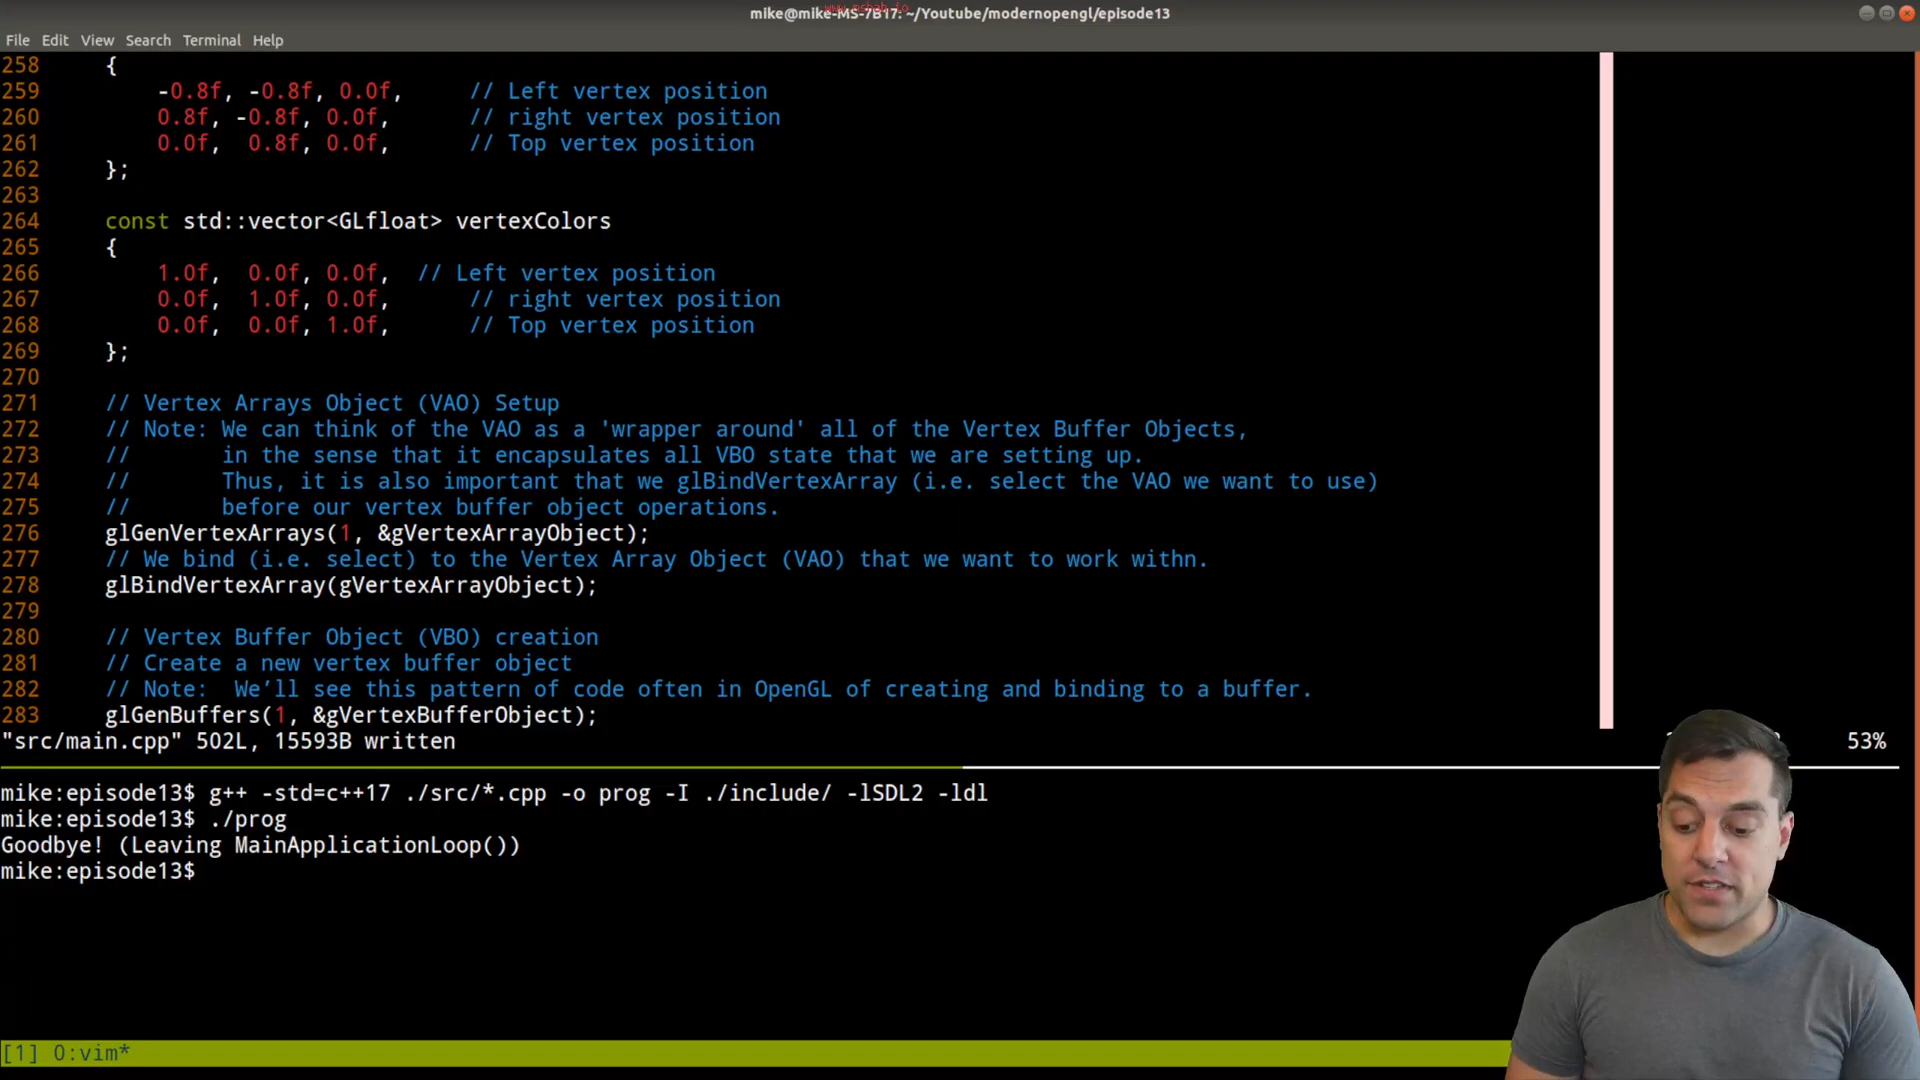 www.mshah.io
mike@mike-MS-7B17: ~/Youtube/modernopengl/episode13
File Edit View Search Terminal Help
258 {
259 -0.8f, -0.8f, 0.0f, // Left vertex position
260 0.8f, -0.8f, 0.0f, // right vertex position
261 0.0f, 0.8f, 0.0f, // Top vertex position
262 };
263
264 const std::vector<GLfloat> vertexColors
265 {
266 1.0f, 0.0f, 0.0f, // Left vertex position
267 0.0f, 1.0f, 0.0f, // right vertex position
268 0.0f, 0.0f, 1.0f, // Top vertex position
269 };
270
271 // Vertex Arrays Object (VAO) Setup
272 // Note: We can think of the VAO as a 'wrapper around' all of the Vertex Buffer Objects,
273 // in the sense that it encapsulates all VBO state that we are setting up.
274 // Thus, it is also important that we glBindVertexArray (i.e. select the VAO we want to use)
275 // before our vertex buffer object operations.
276 glGenVertexArrays(1, &gVertexArrayObject);
277 // We bind (i.e. select) to the Vertex Array Object (VAO) that we want to work withn.
278 glBindVertexArray(gVertexArrayObject);
279
280 // Vertex Buffer Object (VBO) creation
281 // Create a new vertex buffer object
282 // Note: We’ll see this pattern of code often in OpenGL of creating and binding to a buffer.
283 glGenBuffers(1, &gVertexBufferObject);
"src/main.cpp" 502L, 15593B written 53%
mike:episode13$ g++ -std=c++17 ./src/*.cpp -o prog -I ./include/ -lSDL2 -ldl
mike:episode13$ ./prog
Goodbye! (Leaving MainApplicationLoop())
mike:episode13$
[1] 0:vim*